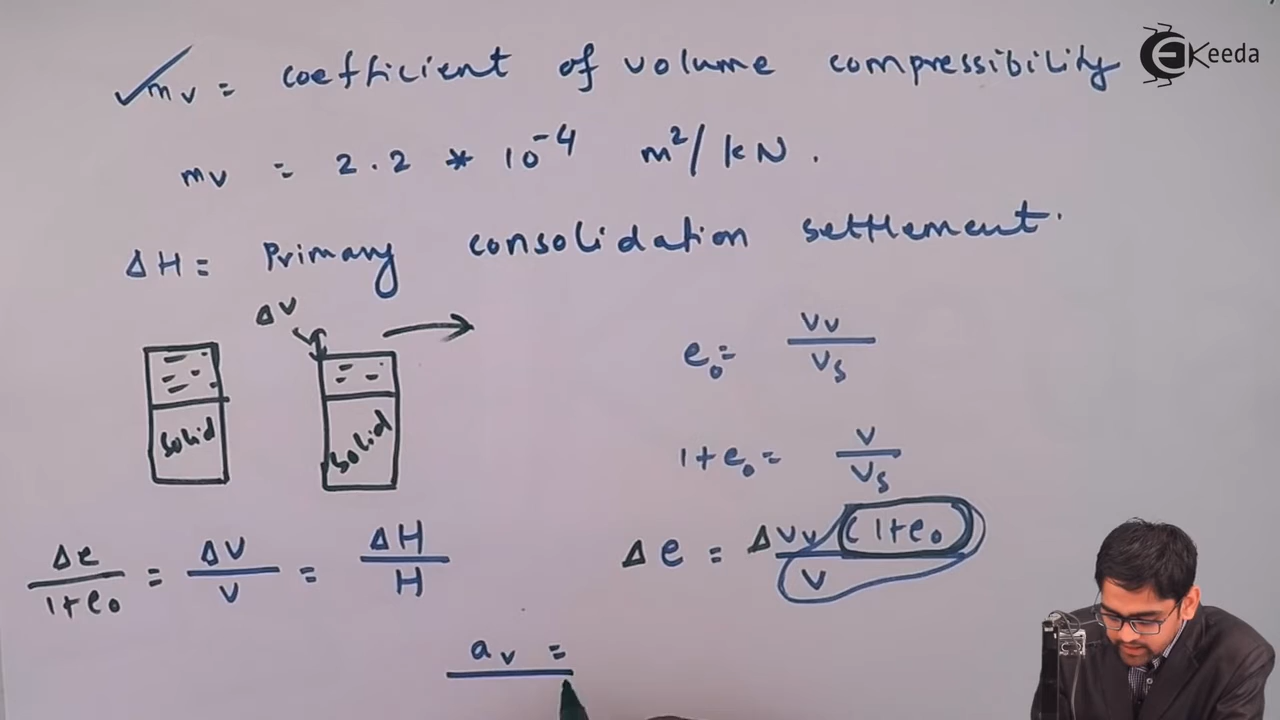 mv = coefficient of volume compressibility
Ekeeda
mv = 2.2 * 10⁻⁴ m²/kN.
ΔH = Primary consolidation settlement.
ΔV
solid
solid
e₀ = Vv/Vs
1+e₀ = V/Vs
Δe/1+e₀ = ΔV/V = ΔH/H
Δe = ΔVv (1+e₀)/V
av =